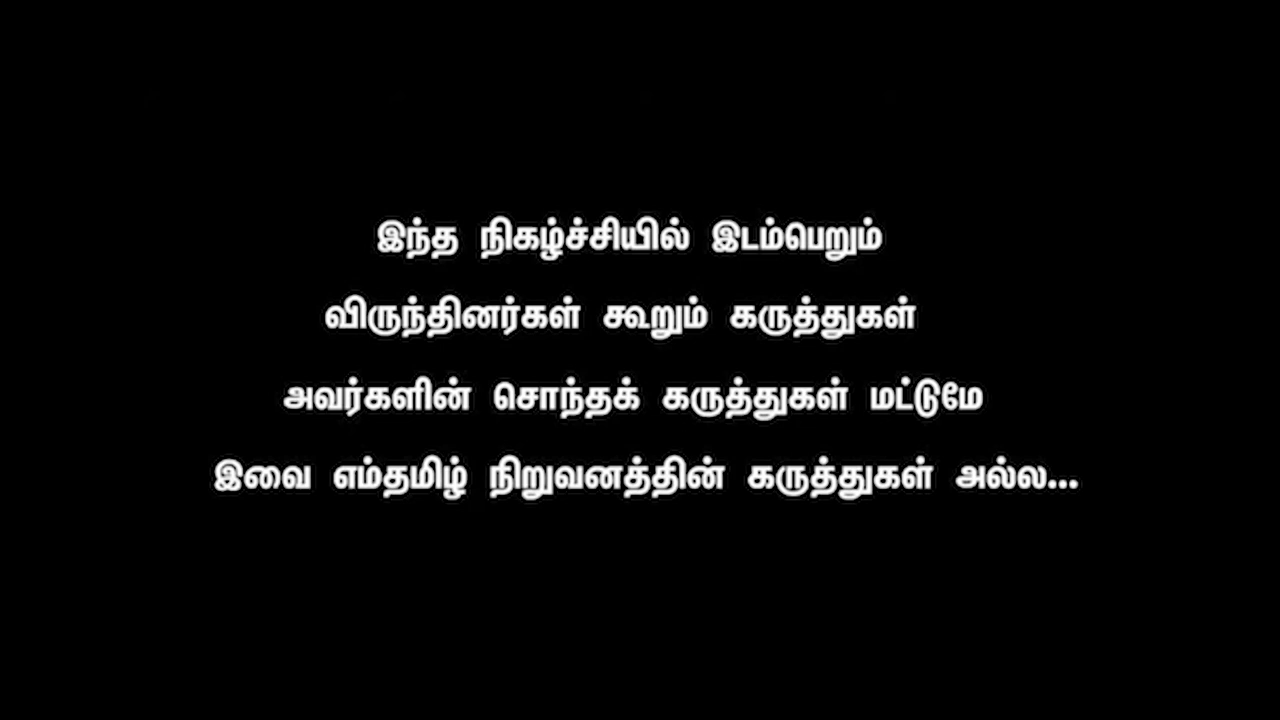 இந்த நிகழ்ச்சியில் இடம்பெறும்
விருந்தினர்கள் கூறும் கருத்துகள்
அவர்களின் சொந்தக் கருத்துகள் மட்டுமே
இவை எம்தமிழ் நிறுவனத்தின் கருத்துகள் அல்ல...